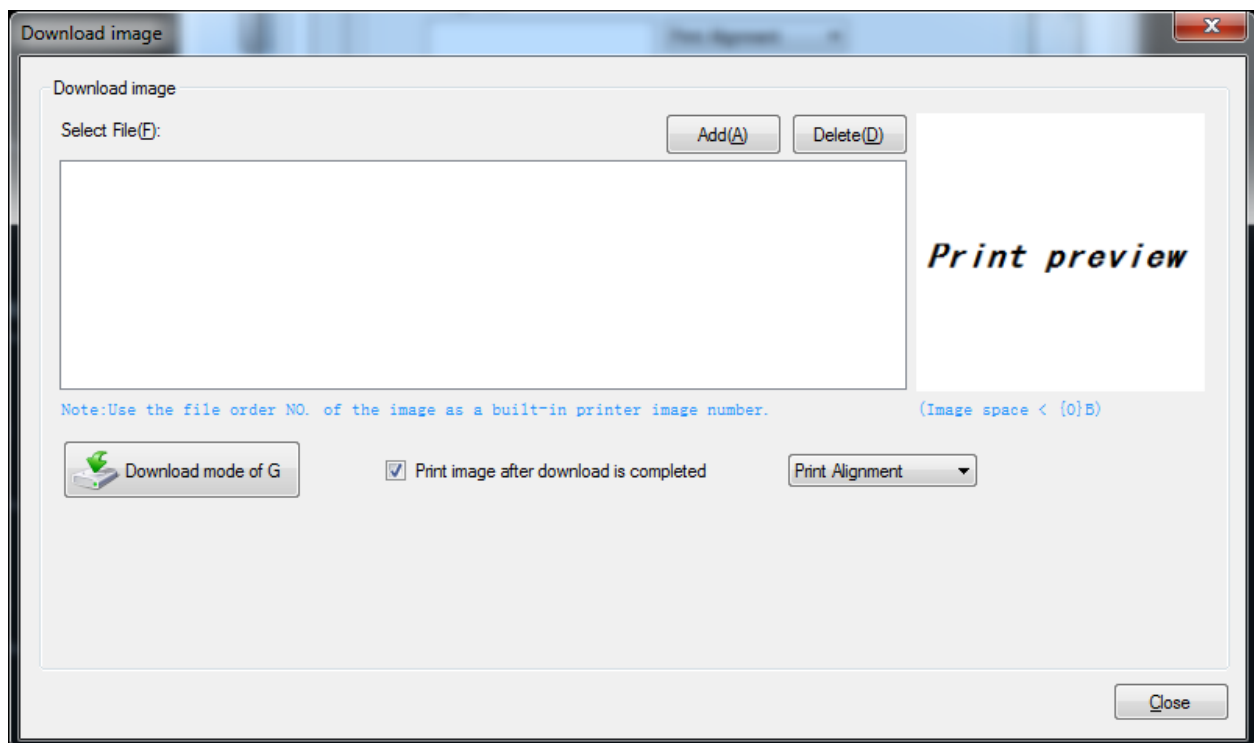 Download image
Print Alignment
Download image
Select File(F):
Add(A)
Delete(D)
Print preview
Note:Use the file order NO. of the image as a built-in printer image number.
(Image space < {0}B)
Download mode of G
Print image after download is completed
Print Alignment
Close